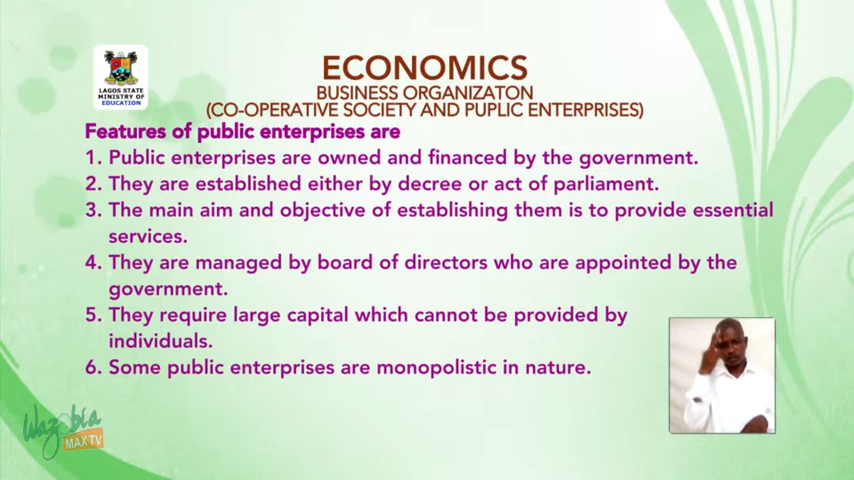 LAGOS STATE
MINISTRY OF
EDUCATION
ECONOMICS
BUSINESS ORGANIZATON
(CO-OPERATIVE SOCIETY AND PUPLIC ENTERPRISES)
Features of public enterprises are
1. Public enterprises are owned and financed by the government.
2. They are established either by decree or act of parliament.
3. The main aim and objective of establishing them is to provide essential
services.
4. They are managed by board of directors who are appointed by the
government.
5. They require large capital which cannot be provided by
individuals.
6. Some public enterprises are monopolistic in nature.
Wazobia
MAX TV